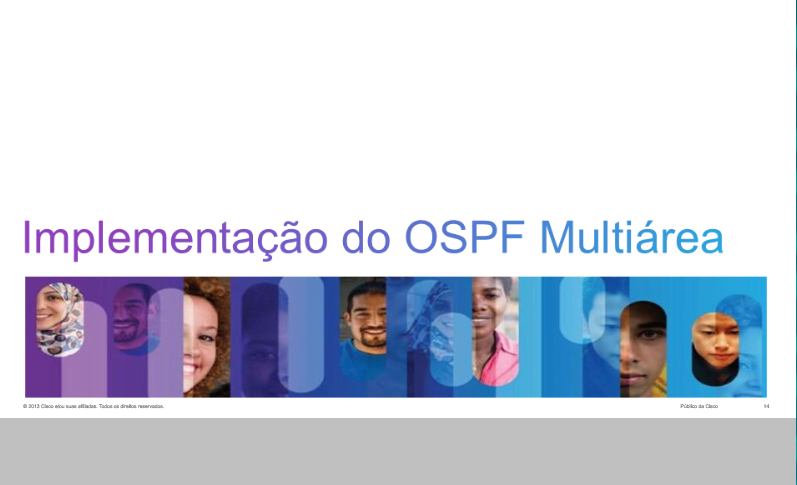 Implementação do OSPF Multiárea
© 2013 Cisco e/ou suas afiliadas. Todos os direitos reservados.
Público da Cisco
14